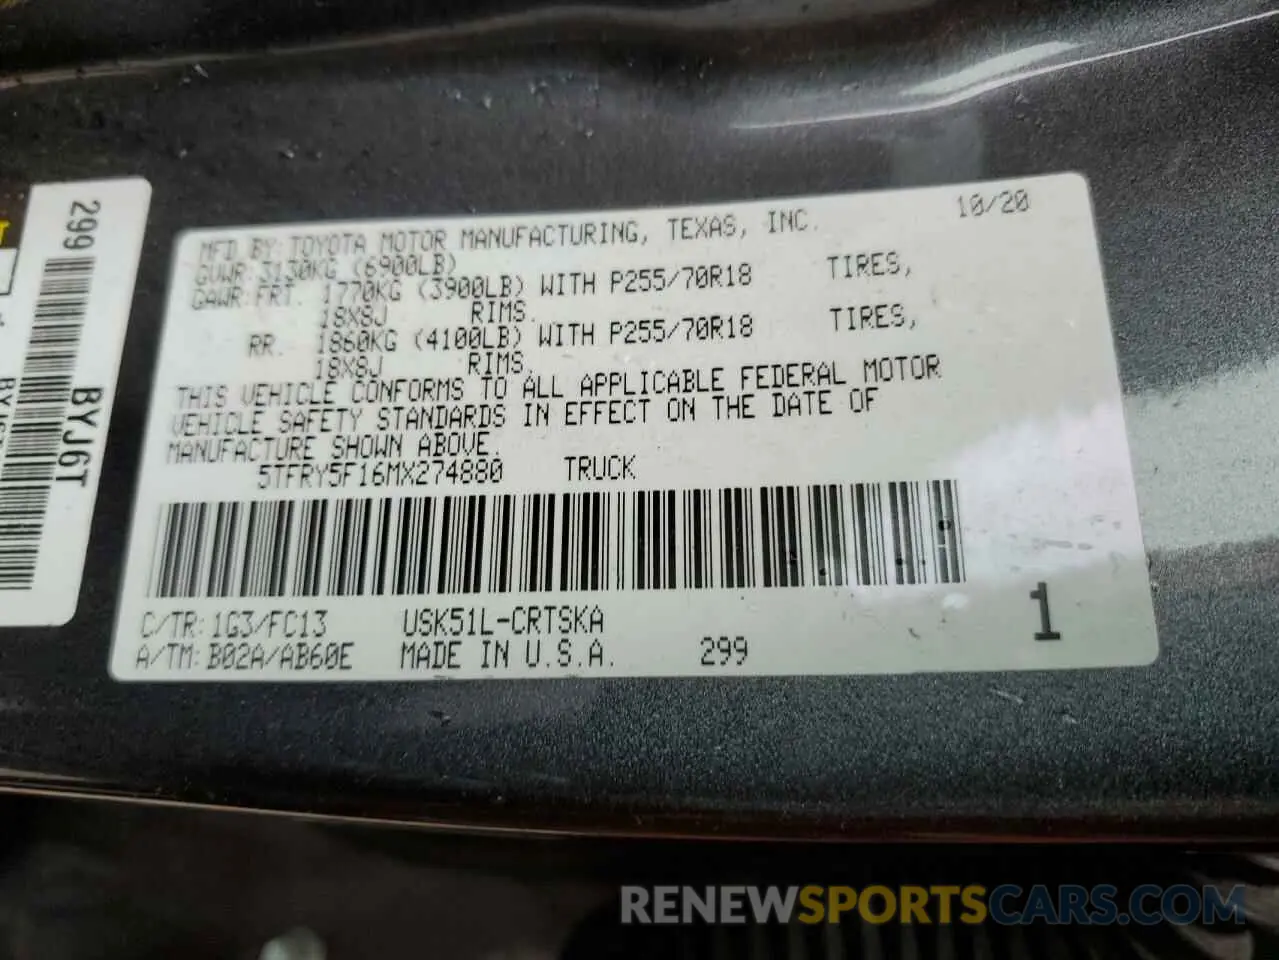 MFD.BY:TOYOTA MOTOR MANUFACTURING, TEXAS, INC. 10/20
GVWR:3130KG (6900LB)
GAWR:FRT. 1770KG (3900LB) WITH P255/70R18 TIRES,
18X8J RIMS.
RR. 1860KG (4100LB) WITH P255/70R18 TIRES,
18X8J RIMS.
THIS VEHICLE CONFORMS TO ALL APPLICABLE FEDERAL MOTOR
VEHICLE SAFETY STANDARDS IN EFFECT ON THE DATE OF
MANUFACTURE SHOWN ABOVE.
5TFRY5F16MX274880 TRUCK
C/TR:1G3/FC13 USK51L-CRTSKA
A/TM:B02A/AB60E MADE IN U.S.A. 299
1
299
BYJ6T
RENEWSPORTSCARS.COM